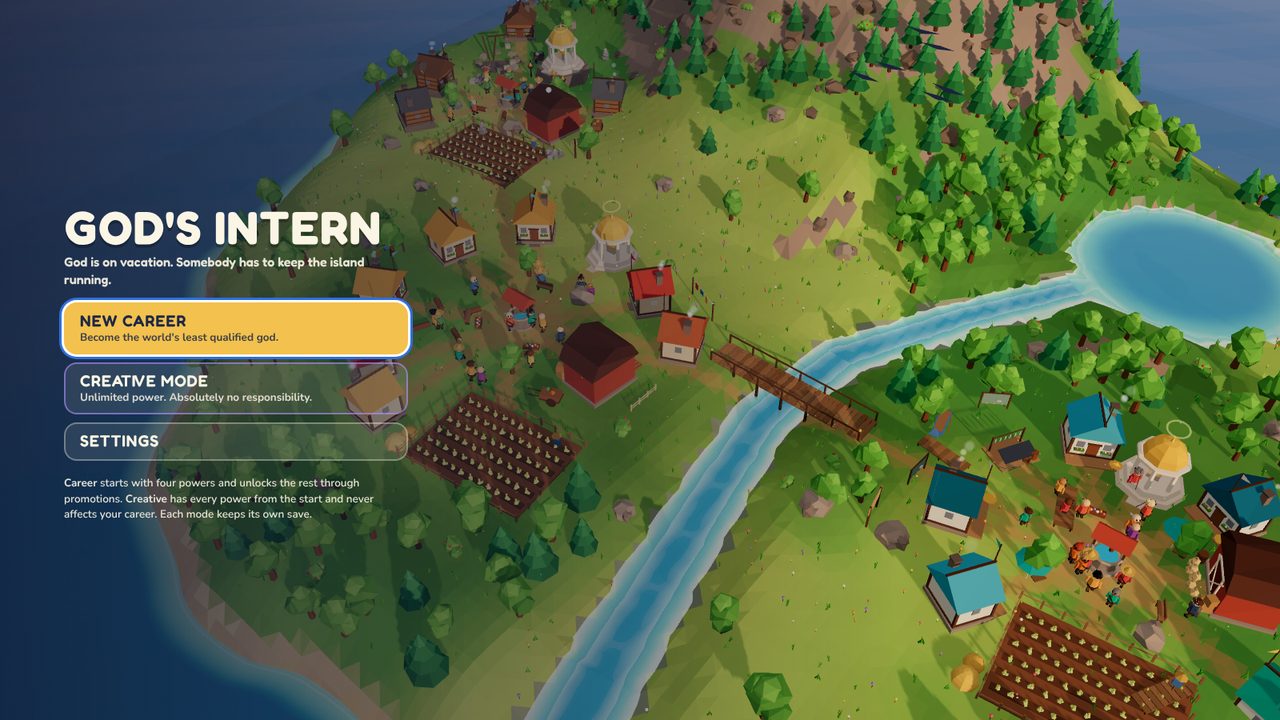 GOD'S INTERN
God is on vacation. Somebody has to keep the island
running.
NEW CAREER
Become the world's least qualified god.
CREATIVE MODE
Unlimited power. Absolutely no responsibility.
SETTINGS
Career starts with four powers and unlocks the rest through
promotions. Creative has every power from the start and never
affects your career. Each mode keeps its own save.